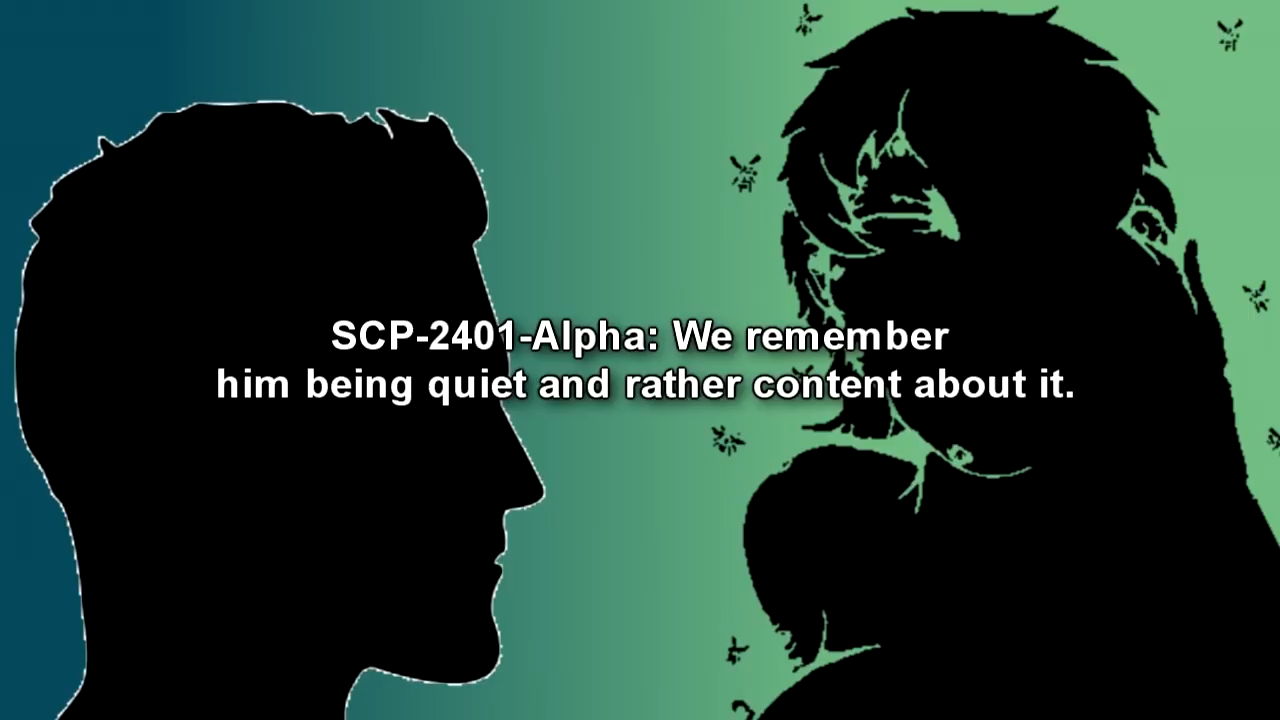 SCP-2401-Alpha: We remember
him being quiet and rather content about it.